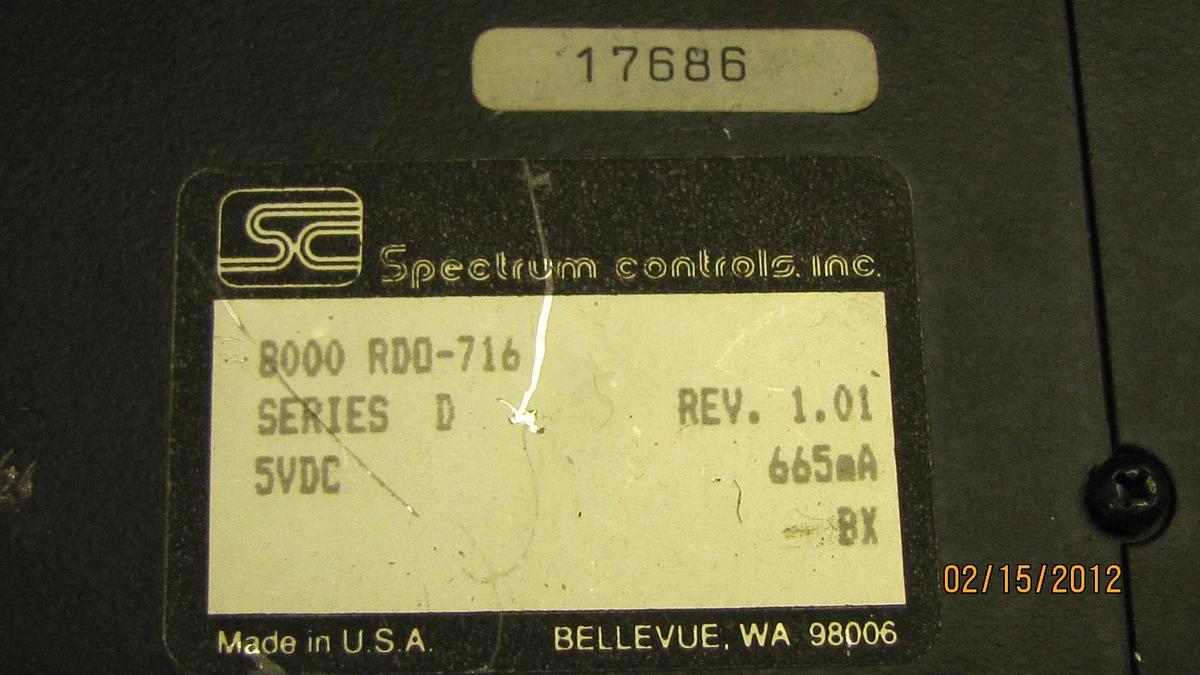 17686
SC
Spectrum controls. inc.
8000 RDO-716
SERIES D
REV. 1.01
5VDC
665mA
BX
Made in U.S.A.
BELLEVUE, WA 98006
02/15/2012